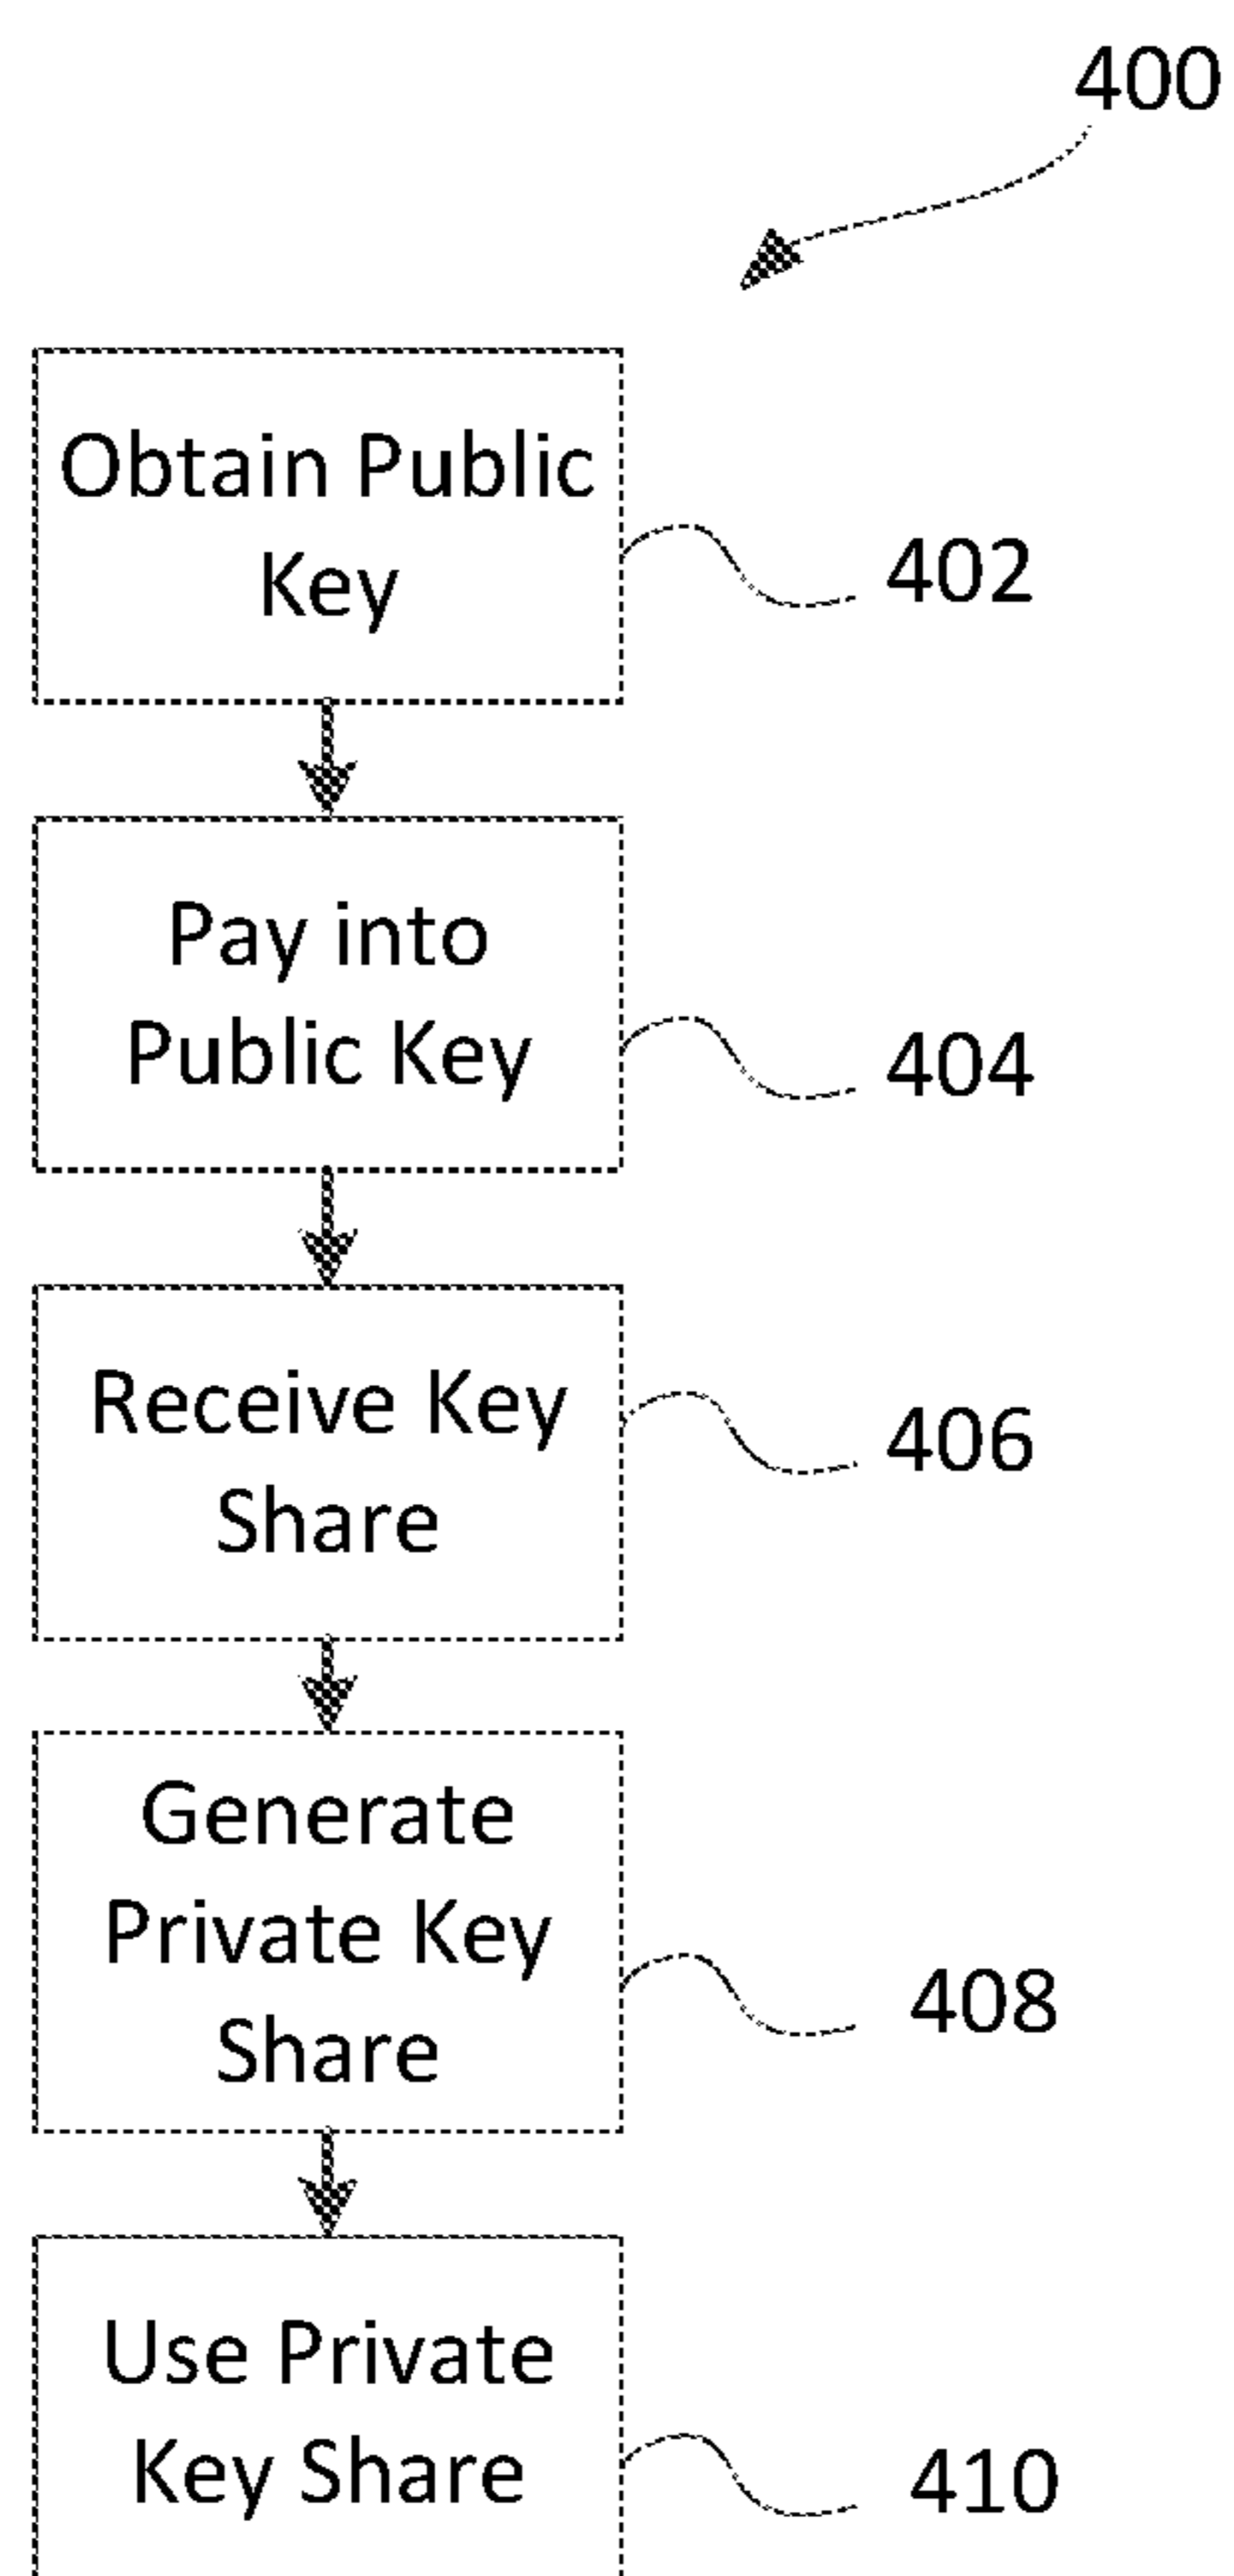 400
Obtain Public
Key
402
Pay into
Public Key
404
Receive Key
Share
406
Generate
Private Key
Share
408
Use Private
Key Share
410